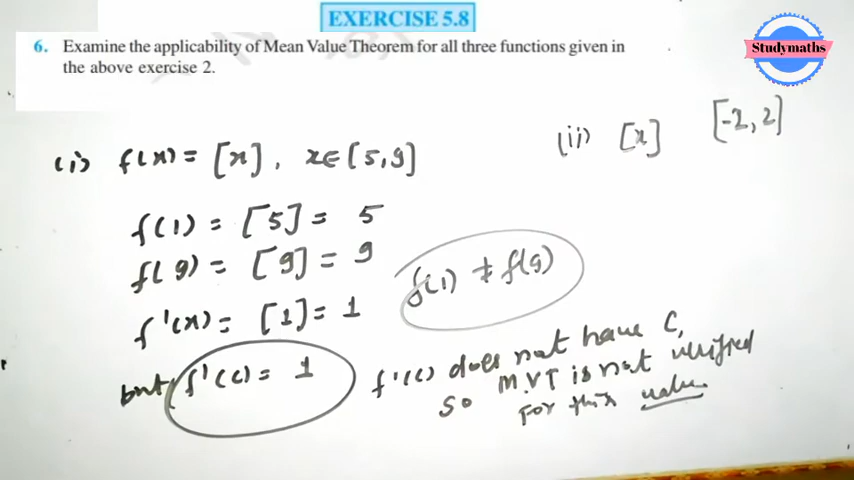 EXERCISE 5.8
6. Examine the applicability of Mean Value Theorem for all three functions given in
the above exercise 2.
Studymaths
(i) f(x) = [x], x∈[5,9]
(ii) [x] [-2,2]
f(1) = [5] = 5
f(9) = [9] = 9
f(1) ≠ f(9)
f'(x) = [1] = 1
but f'(c) = 1
f'(c) does not have C,
So M.V.T is not verified
For this value.